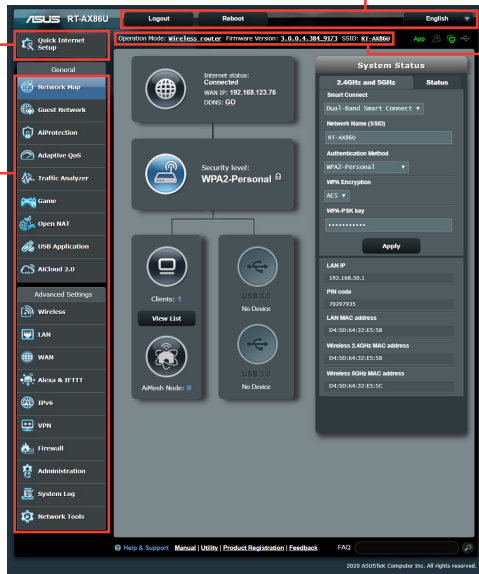 ASUS RT-AX86U
Logout Reboot English
Quick Internet Setup
Operation Mode: Wireless router Firmware Version: 3.0.0.4.384_9173 SSID: RT-AX86U
App
General
Network Map
Guest Network
AiProtection
Adaptive QoS
Traffic Analyzer
Game
Open NAT
USB Application
AiCloud 2.0
Advanced Settings
Wireless
LAN
WAN
Alexa & IFTTT
IPv6
VPN
Firewall
Administration
System Log
Network Tools
Internet status:
Connected
WAN IP: 192.168.123.76
DDNS: GO
Security level:
WPA2-Personal
Clients: 1
View List
AiMesh Node: 0
USB 3.0
No Device
USB 3.0
No Device
System Status
2.4GHz and 5GHz Status
Smart Connect
Dual-Band Smart Connect
Network Name (SSID)
RT-AX86U
Authentication Method
WPA2-Personal
WPA Encryption
AES
WPA-PSK key
Apply
LAN IP
192.168.50.1
PIN code
70297935
LAN MAC address
D4:5D:64:32:E5:58
Wireless 2.4GHz MAC address
D4:5D:64:32:E5:58
Wireless 5GHz MAC address
D4:5D:64:32:E5:5C
Help & Support Manual | Utility | Product Registration | Feedback FAQ
2020 ASUSTeK Computer Inc. All rights reserved.